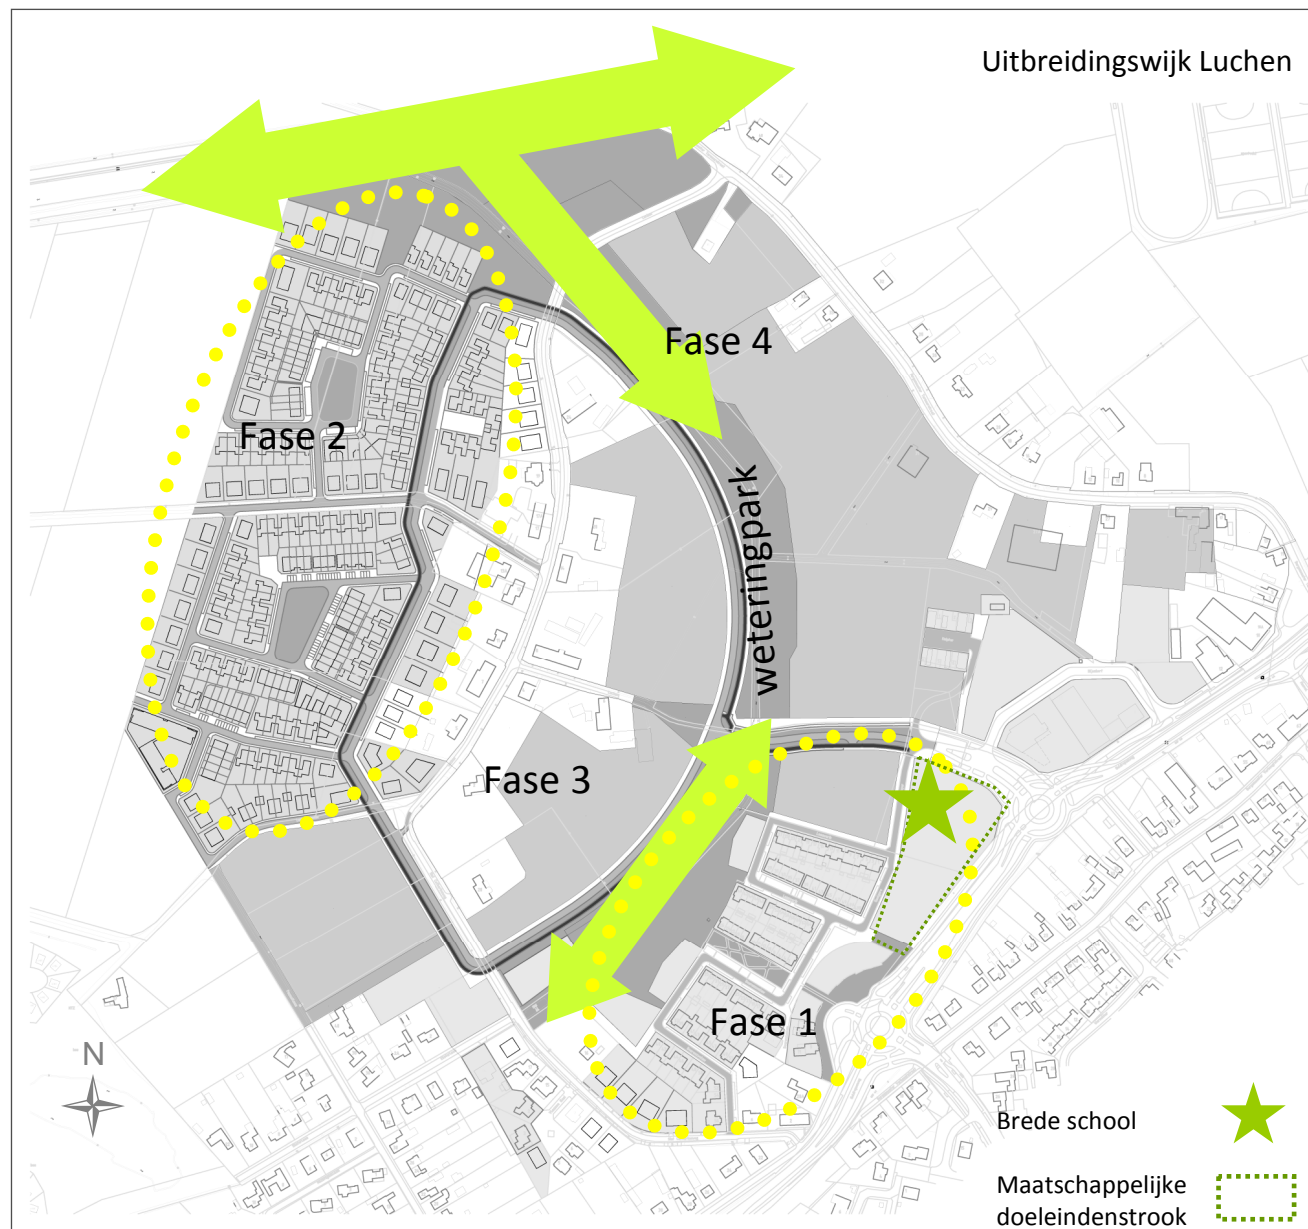 Uitbreidingswijk Luchen
Fase 4
Fase 2
weteringpark
Fase 3
Fase 1
N
Brede school
Maatschappelijke
doeleindenstrook